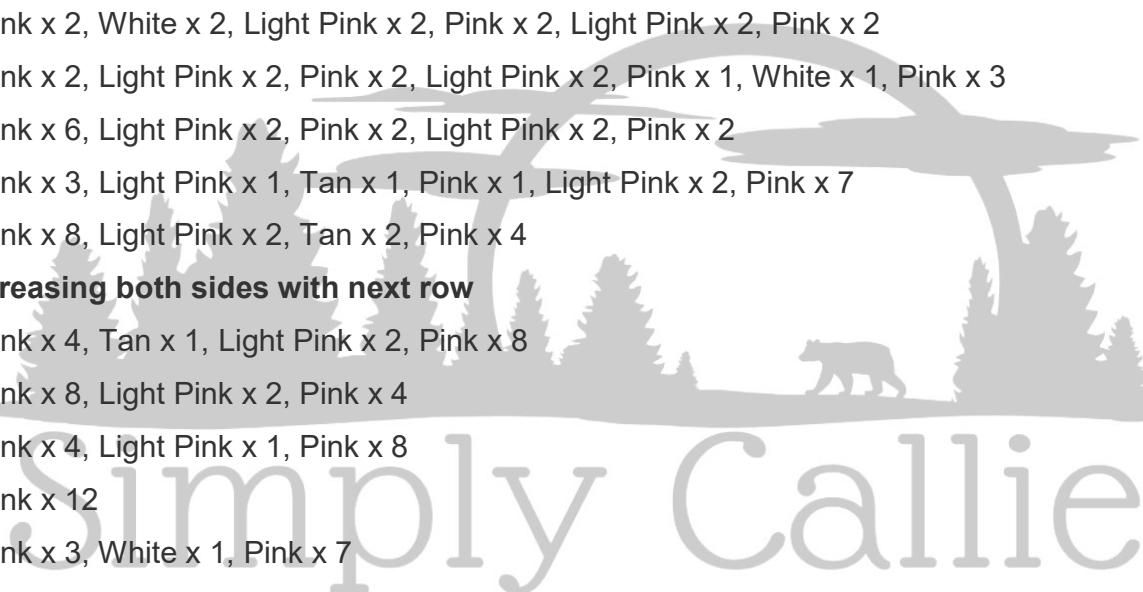 nk x 2, White x 2, Light Pink x 2, Pink x 2, Light Pink x 2, Pink x 2
nk x 2, Light Pink x 2, Pink x 2, Light Pink x 2, Pink x 1, White x 1, Pink x 3
nk x 6, Light Pink x 2, Pink x 2, Light Pink x 2, Pink x 2
nk x 3, Light Pink x 1, Tan x 1, Pink x 1, Light Pink x 2, Pink x 7
nk x 8, Light Pink x 2, Tan x 2, Pink x 4
reasing both sides with next row
nk x 4, Tan x 1, Light Pink x 2, Pink x 8
nk x 8, Light Pink x 2, Pink x 4
nk x 4, Light Pink x 1, Pink x 8
nk x 12
nk x 3, White x 1, Pink x 7
Simply Callie